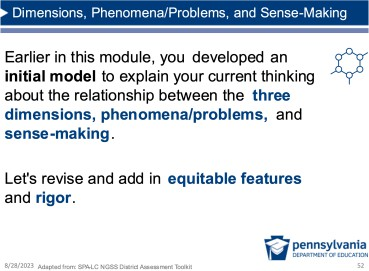 Dimensions, Phenomena/Problems, and Sense-Making
Earlier in this module, you developed an
initial model to explain your current thinking
about the relationship between the three
dimensions, phenomena/problems, and
sense-making.
Let's revise and add in equitable features
and rigor.
pennsylvania
DEPARTMENT OF EDUCATION
8/28/2023 Adapted from: SPA-LC NGSS District Assessment Toolkit 52